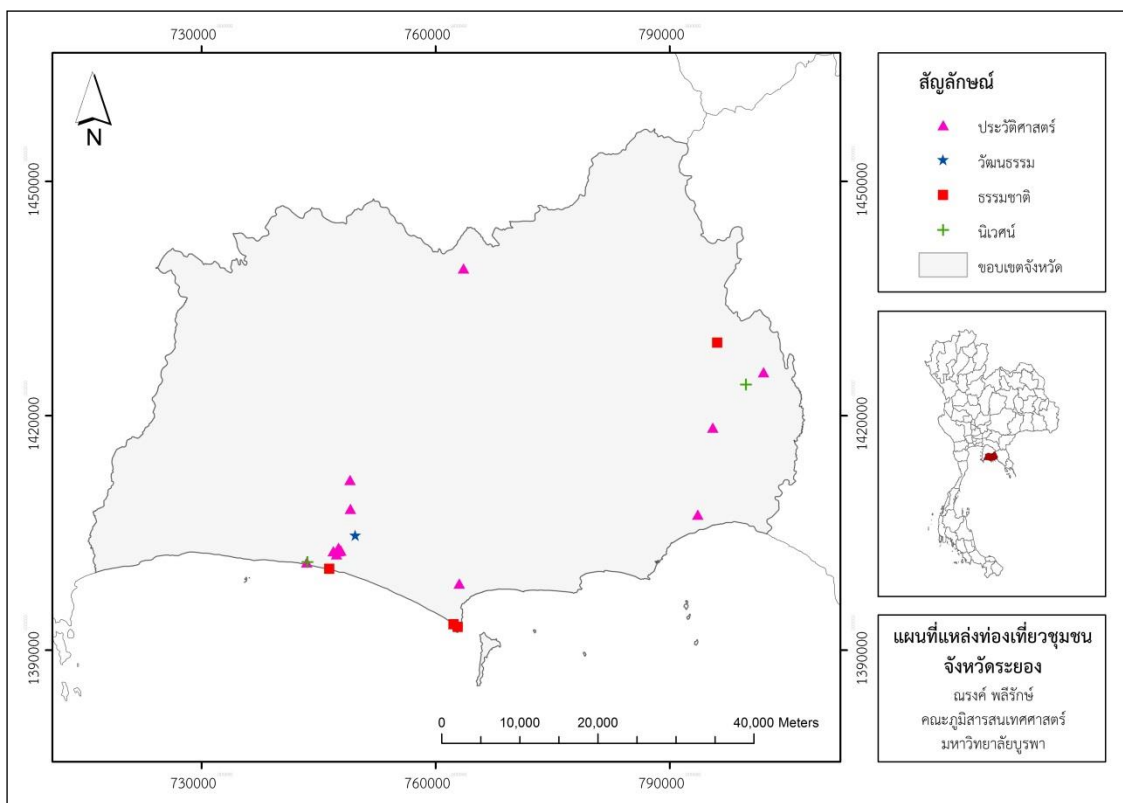 730000 760000 790000
1450000 1450000
1420000 1420000
1390000 1390000
N
0 10,000 20,000 40,000 Meters
730000 760000 790000
สัญลักษณ์
ประวัติศาสตร์
วัฒนธรรม
ธรรมชาติ
นิเวศน์
ขอบเขตจังหวัด
แผนที่แหล่งท่องเที่ยวชุมชน
จังหวัดระยอง
ณรงค์ พลีรักษ์
คณะภูมิสารสนเทศศาสตร์
มหาวิทยาลัยบูรพา